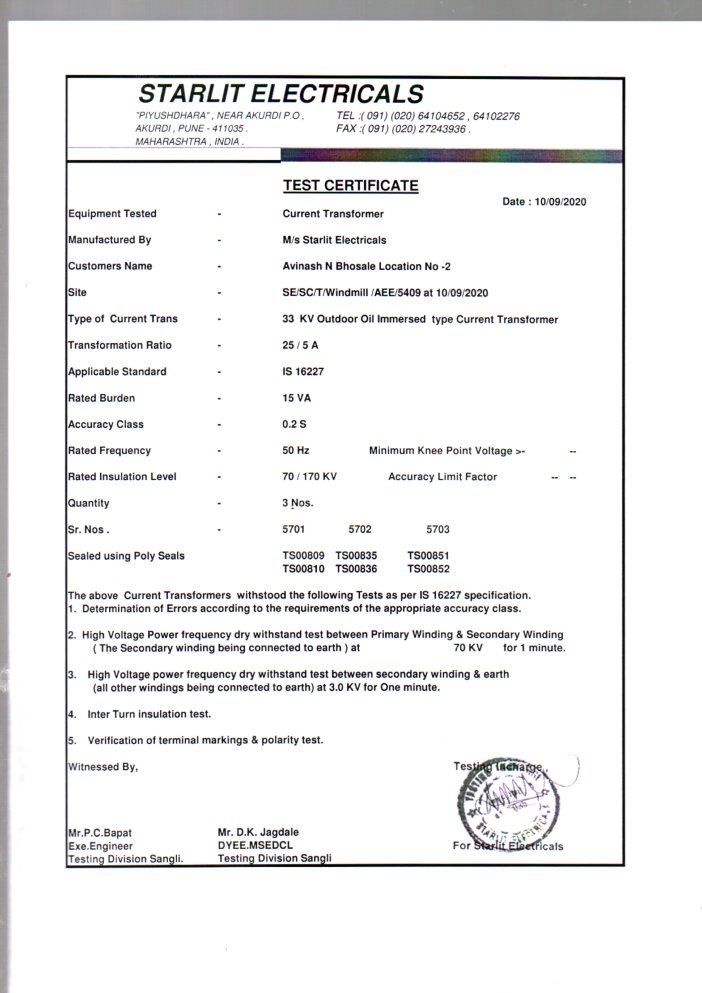 STARLIT ELECTRICALS
"PIYUSHDHARA" , NEAR AKURDI P.O , TEL :( 091) (020) 64104652 , 64102276
AKURDI , PUNE - 411035 . FAX :( 091) (020) 27243936 .
MAHARASHTRA , INDIA .
TEST CERTIFICATE
Date : 10/09/2020
Equipment Tested - Current Transformer
Manufactured By - M/s Starlit Electricals
Customers Name - Avinash N Bhosale Location No -2
Site - SE/SC/T/Windmill /AEE/5409 at 10/09/2020
Type of Current Trans - 33 KV Outdoor Oil Immersed type Current Transformer
Transformation Ratio - 25 / 5 A
Applicable Standard - IS 16227
Rated Burden - 15 VA
Accuracy Class - 0.2 S
Rated Frequency - 50 Hz Minimum Knee Point Voltage >- --
Rated Insulation Level - 70 / 170 KV Accuracy Limit Factor -- --
Quantity - 3 Nos.
Sr. Nos . - 5701 5702 5703
Sealed using Poly Seals TS00809 TS00835 TS00851
TS00810 TS00836 TS00852
The above Current Transformers withstood the following Tests as per IS 16227 specification.
1. Determination of Errors according to the requirements of the appropriate accuracy class.
2. High Voltage Power frequency dry withstand test between Primary Winding & Secondary Winding
( The Secondary winding being connected to earth ) at 70 KV for 1 minute.
3. High Voltage power frequency dry withstand test between secondary winding & earth
(all other windings being connected to earth) at 3.0 KV for One minute.
4. Inter Turn insulation test.
5. Verification of terminal markings & polarity test.
Witnessed By, Testing Incharge,
Mr.P.C.Bapat Mr. D.K. Jagdale
Exe.Engineer DYEE.MSEDCL For Starlit Electricals
Testing Division Sangli. Testing Division Sangli